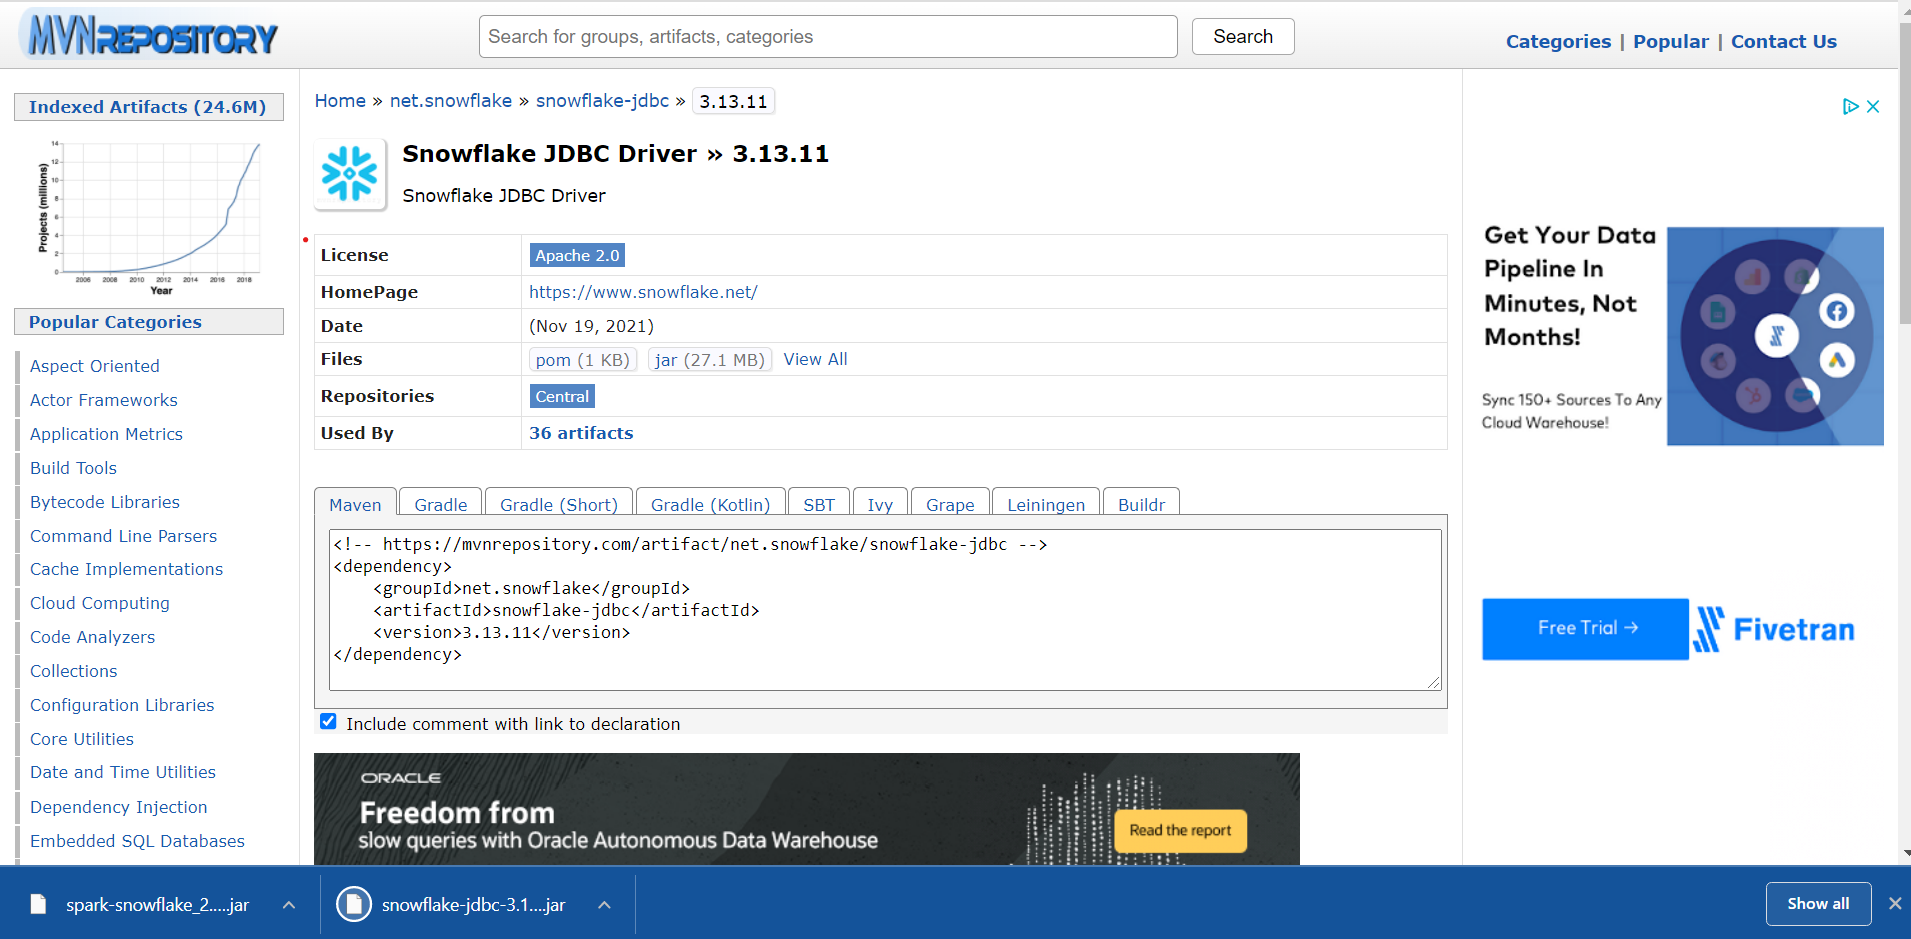 MVNREPOSITORY
Search for groups, artifacts, categories
Search
Categories | Popular | Contact Us
Indexed Artifacts (24.6M)
Projects (millions)
14
12
10
8
6
4
2
0
2006 2008 2010 2012 2014 2016 2018
Year
Popular Categories
Aspect Oriented
Actor Frameworks
Application Metrics
Build Tools
Bytecode Libraries
Command Line Parsers
Cache Implementations
Cloud Computing
Code Analyzers
Collections
Configuration Libraries
Core Utilities
Date and Time Utilities
Dependency Injection
Embedded SQL Databases
Home » net.snowflake » snowflake-jdbc » 3.13.11
Snowflake JDBC Driver » 3.13.11
Snowflake JDBC Driver
License Apache 2.0
HomePage https://www.snowflake.net/
Date (Nov 19, 2021)
Files pom (1 KB) jar (27.1 MB) View All
Repositories Central
Used By 36 artifacts
Maven Gradle Gradle (Short) Gradle (Kotlin) SBT Ivy Grape Leiningen Buildr
<!-- https://mvnrepository.com/artifact/net.snowflake/snowflake-jdbc -->
<dependency>
    <groupId>net.snowflake</groupId>
    <artifactId>snowflake-jdbc</artifactId>
    <version>3.13.11</version>
</dependency>
Include comment with link to declaration
ORACLE
Freedom from
slow queries with Oracle Autonomous Data Warehouse
Read the report
Get Your Data
Pipeline In
Minutes, Not
Months!
Sync 150+ Sources To Any
Cloud Warehouse!
Free Trial →
Fivetran
spark-snowflake_2.....jar
snowflake-jdbc-3.1....jar
Show all